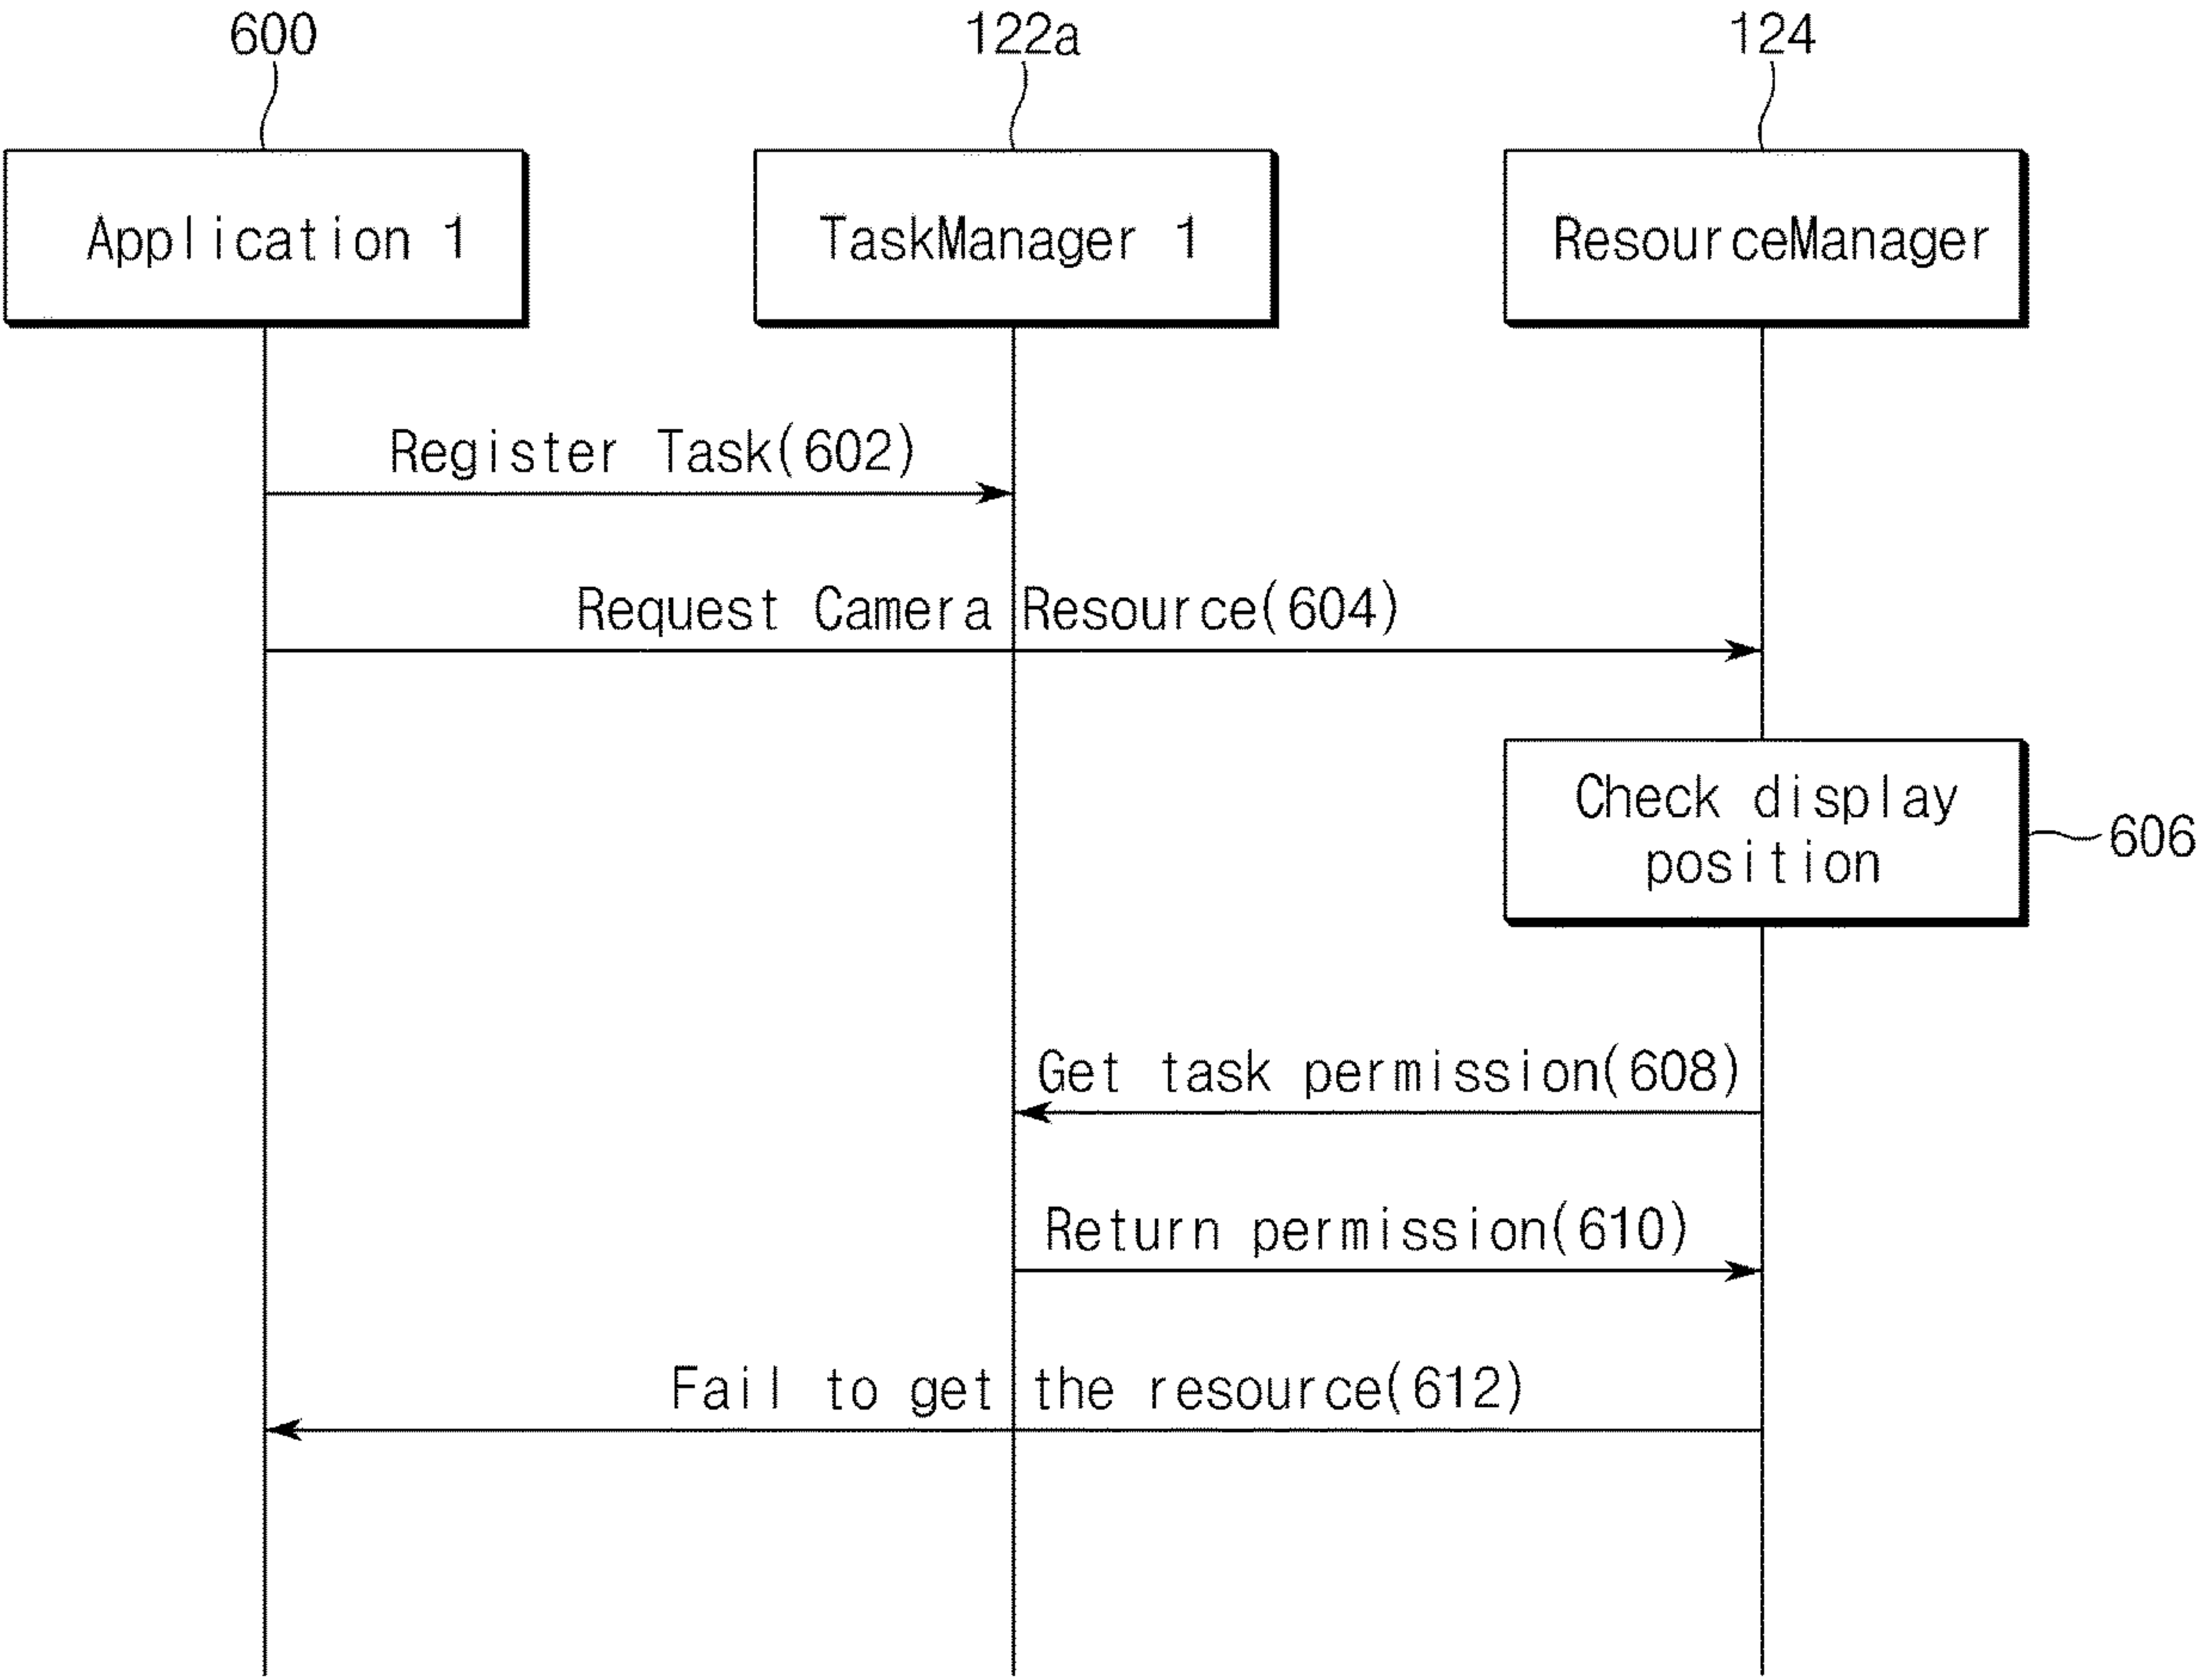 600
122a
124
Application 1
TaskManager 1
ResourceManager
Register Task(602)
Request Camera Resource(604)
Check display
position
606
Get task permission(608)
Return permission(610)
Fail to get the resource(612)